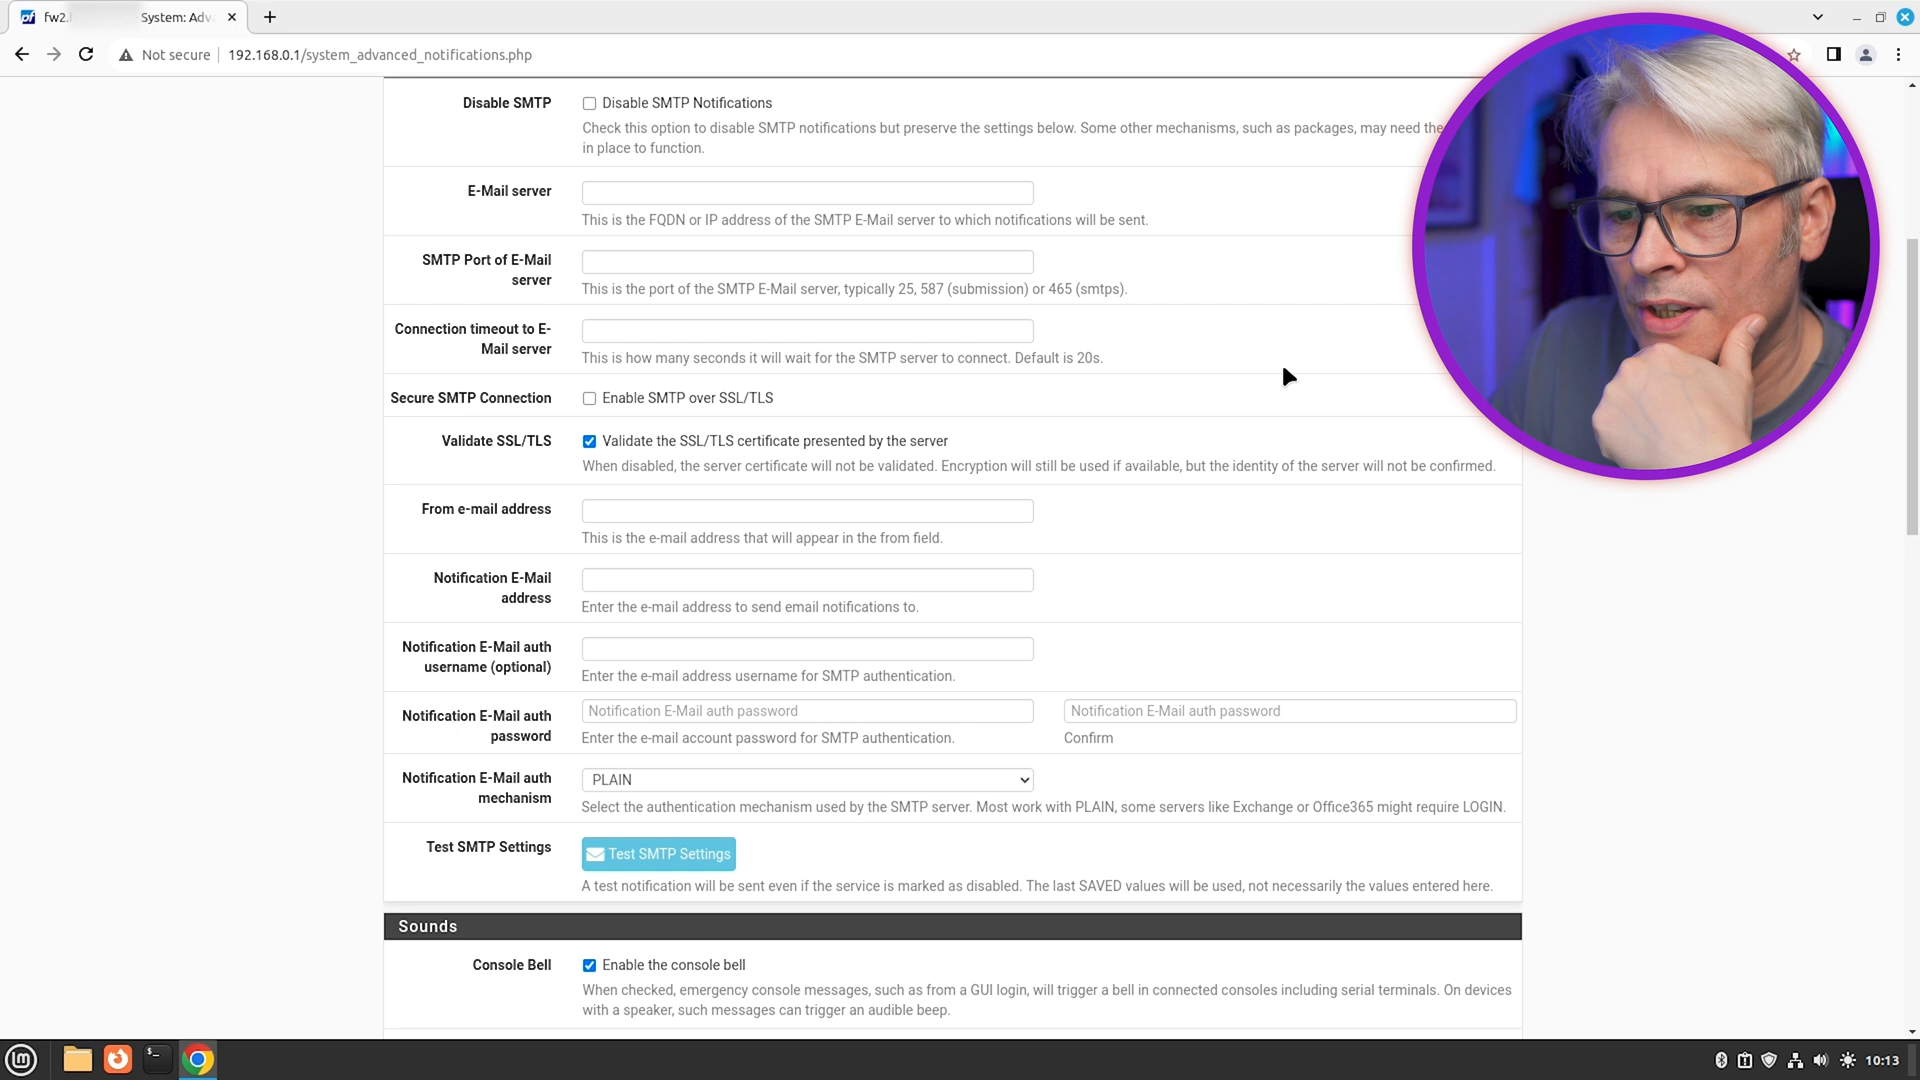 fw2.
System: Adv
Not secure
192.168.0.1/system_advanced_notifications.php
Disable SMTP
Disable SMTP Notifications
Check this option to disable SMTP notifications but preserve the settings below. Some other mechanisms, such as packages, may need the
in place to function.
E-Mail server
This is the FQDN or IP address of the SMTP E-Mail server to which notifications will be sent.
SMTP Port of E-Mail
server
This is the port of the SMTP E-Mail server, typically 25, 587 (submission) or 465 (smtps).
Connection timeout to E-
Mail server
This is how many seconds it will wait for the SMTP server to connect. Default is 20s.
Secure SMTP Connection
Enable SMTP over SSL/TLS
Validate SSL/TLS
Validate the SSL/TLS certificate presented by the server
When disabled, the server certificate will not be validated. Encryption will still be used if available, but the identity of the server will not be confirmed.
From e-mail address
This is the e-mail address that will appear in the from field.
Notification E-Mail
address
Enter the e-mail address to send email notifications to.
Notification E-Mail auth
username (optional)
Enter the e-mail address username for SMTP authentication.
Notification E-Mail auth
password
Notification E-Mail auth password
Notification E-Mail auth password
Enter the e-mail account password for SMTP authentication.
Confirm
Notification E-Mail auth
mechanism
PLAIN
Select the authentication mechanism used by the SMTP server. Most work with PLAIN, some servers like Exchange or Office365 might require LOGIN.
Test SMTP Settings
Test SMTP Settings
A test notification will be sent even if the service is marked as disabled. The last SAVED values will be used, not necessarily the values entered here.
Sounds
Console Bell
Enable the console bell
When checked, emergency console messages, such as from a GUI login, will trigger a bell in connected consoles including serial terminals. On devices
with a speaker, such messages can trigger an audible beep.
10:13